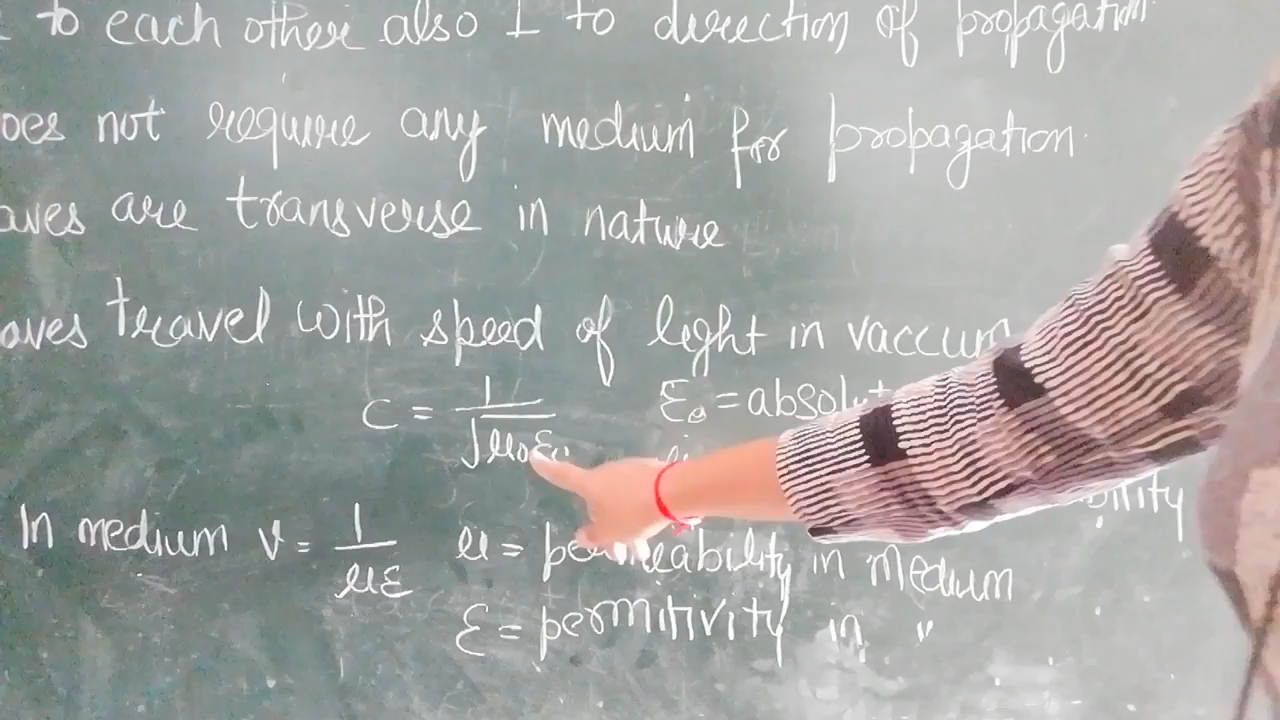 to each other also ⊥ to direction of propagation
oes not require any medium for propagation.
aves are transverse in nature
aves travel with speed of light in vaccum
C = 1/√μ₀ε₀ ε₀ = absolut
bility
In medium v = 1/με μ = permeability in medium
ε = permitivity in "